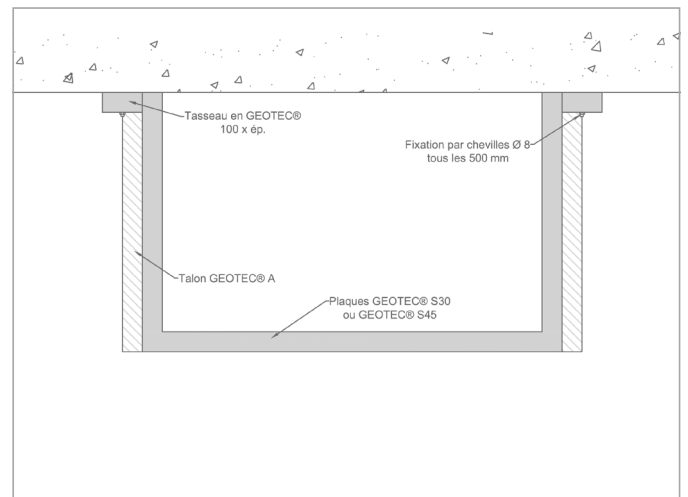 Tasseau en GEOTEC®
100 x ép.
Fixation par chevilles Ø 8
tous les 500 mm
Talon GEOTEC® A
Plaques GEOTEC® S30
ou GEOTEC® S45